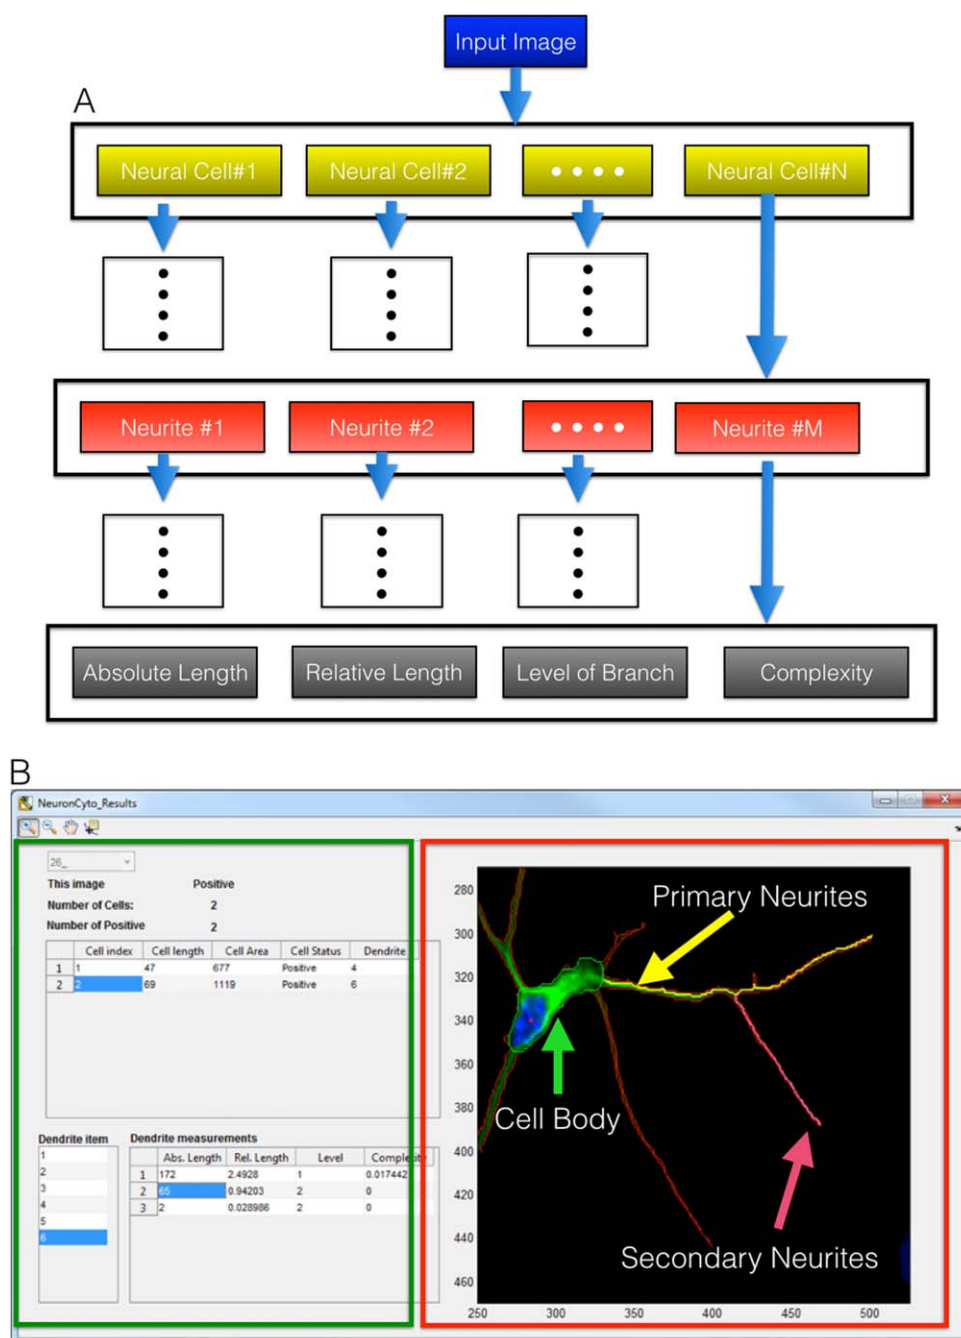 Input Image
A
Neural Cell#1 Neural Cell#2 •••• Neural Cell#N
Neurite #1 Neurite #2 •••• Neurite #M
Absolute Length Relative Length Level of Branch Complexity
B
NeuronCyto_Results
26_
This image Positive
Number of Cells: 2
Number of Positive 2
Cell index Cell length Cell Area Cell Status Dendrite
1 1 47 677 Positive 4
2 2 69 1119 Positive 6
Dendrite item
1
2
3
4
5
6
Dendrite measurements
Abs. Length Rel. Length Level Complexity
1 172 2.4928 1 0.017442
2 65 0.94203 2 0
3 2 0.028986 2 0
Primary Neurites
Cell Body
Secondary Neurites
280
300
320
340
360
380
400
420
440
460
250 300 350 400 450 500